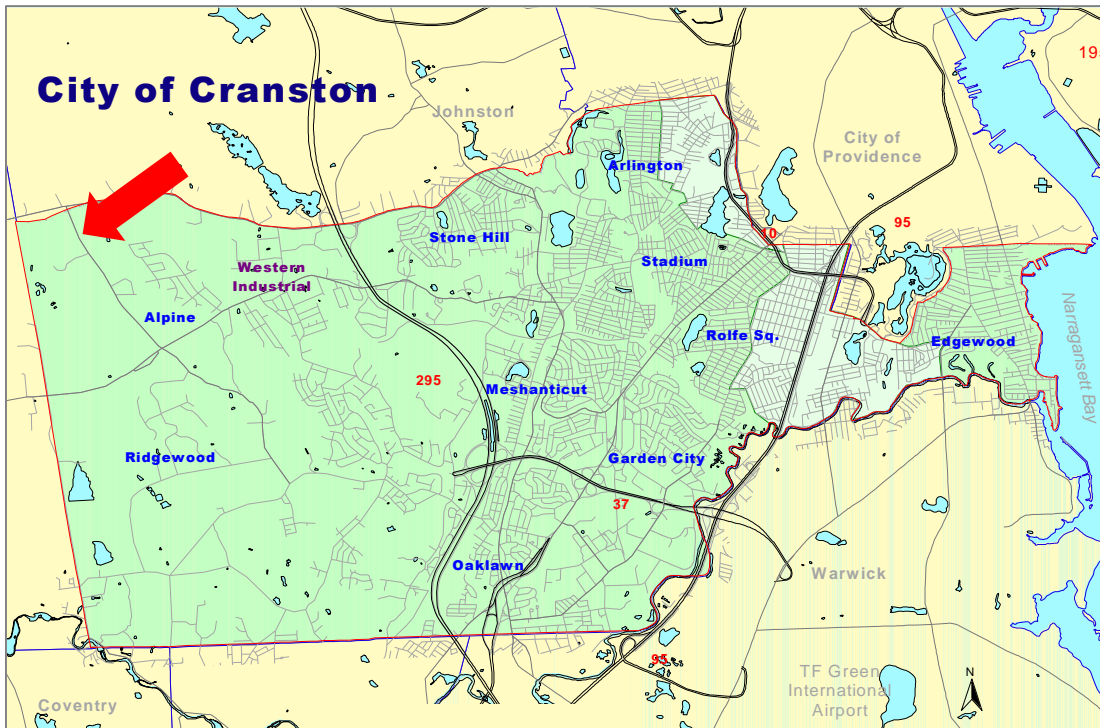 19
City of Cranston
Johnston
City of
Providence
Arlington
10
95
Stone Hill
Stadium
Western
Industrial
Narragansett Bay
Alpine
Rolfe Sq.
Edgewood
295
Meshanticut
Ridgewood
Garden City
37
Oaklawn
Warwick
95
TF Green
International
Airport
N
Coventry